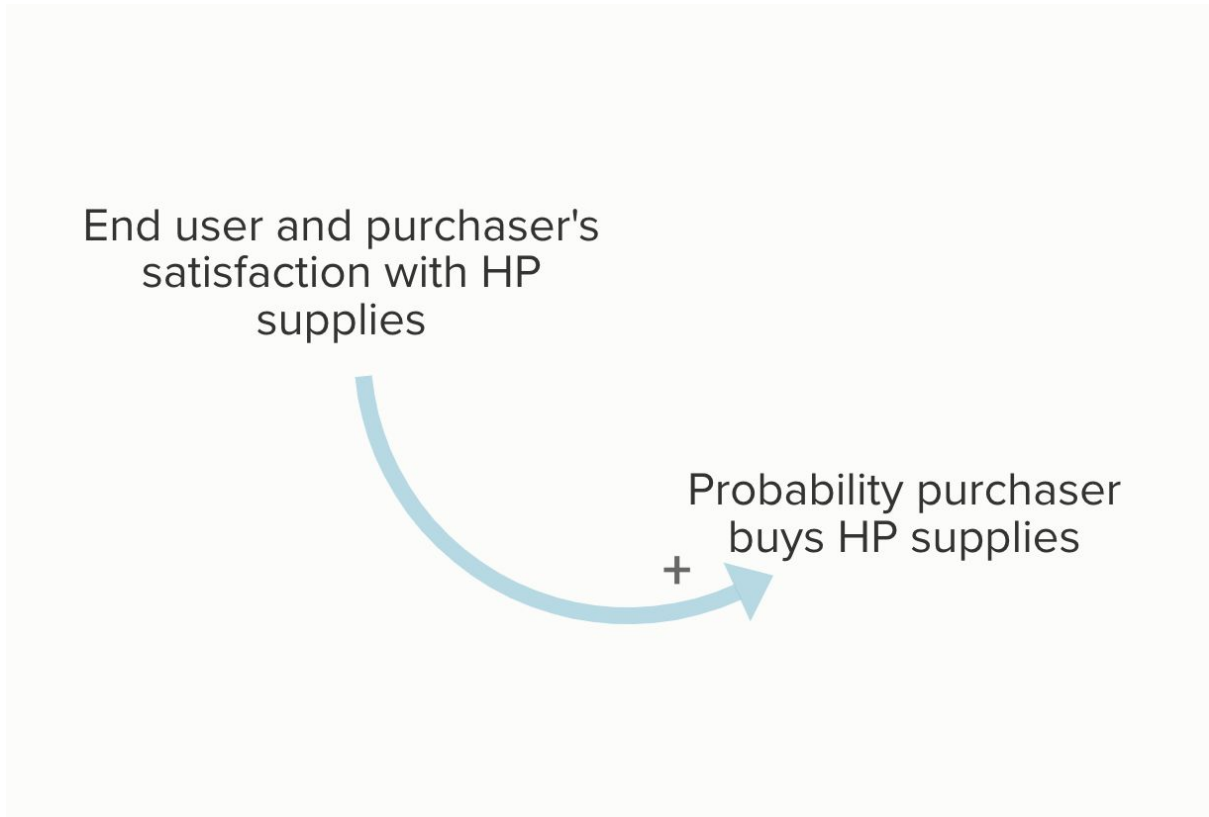 End user and purchaser's
satisfaction with HP
supplies
Probability purchaser
buys HP supplies
+